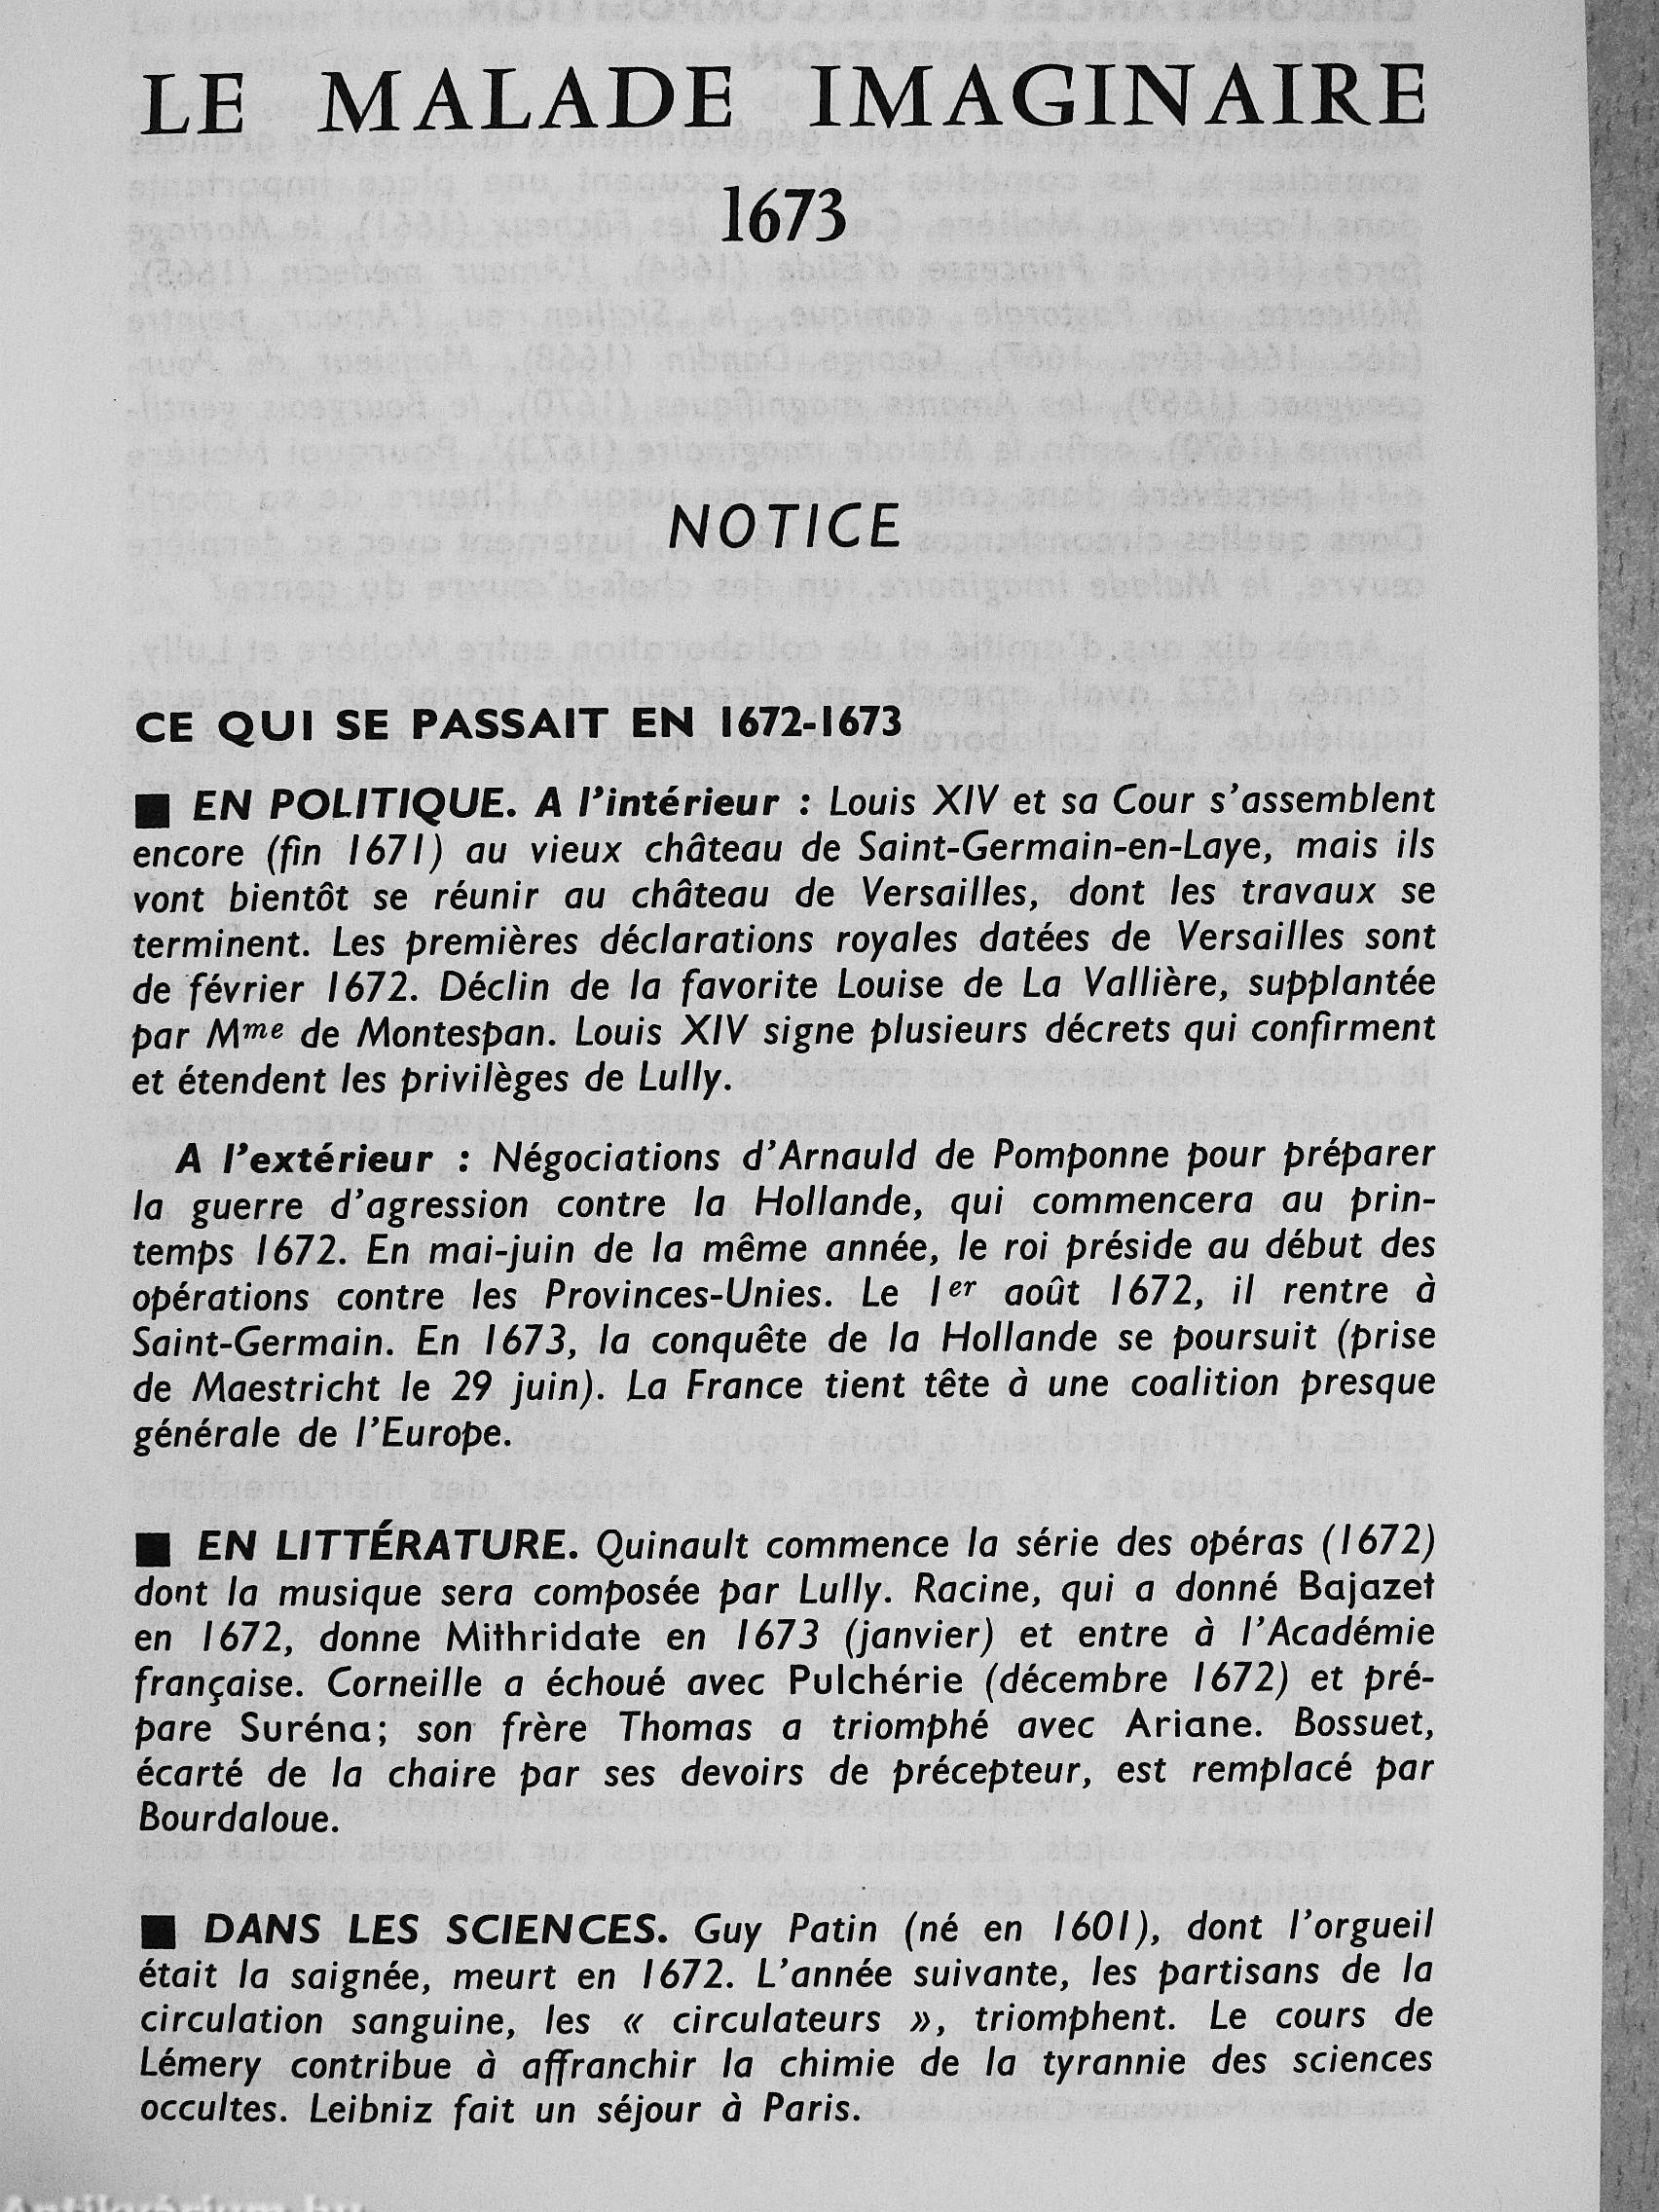 LE MALADE IMAGINAIRE
1673
NOTICE
CE QUI SE PASSAIT EN 1672-1673
■ EN POLITIQUE. A l'intérieur : Louis XIV et sa Cour s'assemblent
encore (fin 1671) au vieux château de Saint-Germain-en-Laye, mais ils
vont bientôt se réunir au château de Versailles, dont les travaux se
terminent. Les premières déclarations royales datées de Versailles sont
de février 1672. Déclin de la favorite Louise de La Vallière, supplantée
par Mme de Montespan. Louis XIV signe plusieurs décrets qui confirment
et étendent les privilèges de Lully.
A l'extérieur : Négociations d'Arnauld de Pomponne pour préparer
la guerre d'agression contre la Hollande, qui commencera au prin-
temps 1672. En mai-juin de la même année, le roi préside au début des
opérations contre les Provinces-Unies. Le 1er août 1672, il rentre à
Saint-Germain. En 1673, la conquête de la Hollande se poursuit (prise
de Maestricht le 29 juin). La France tient tête à une coalition presque
générale de l'Europe.
■ EN LITTÉRATURE. Quinault commence la série des opéras (1672)
dont la musique sera composée par Lully. Racine, qui a donné Bajazet
en 1672, donne Mithridate en 1673 (janvier) et entre à l'Académie
française. Corneille a échoué avec Pulchérie (décembre 1672) et pré-
pare Suréna; son frère Thomas a triomphé avec Ariane. Bossuet,
écarté de la chaire par ses devoirs de précepteur, est remplacé par
Bourdaloue.
■ DANS LES SCIENCES. Guy Patin (né en 1601), dont l'orgueil
était la saignée, meurt en 1672. L'année suivante, les partisans de la
circulation sanguine, les « circulateurs », triomphent. Le cours de
Lémery contribue à affranchir la chimie de la tyrannie des sciences
occultes. Leibniz fait un séjour à Paris.